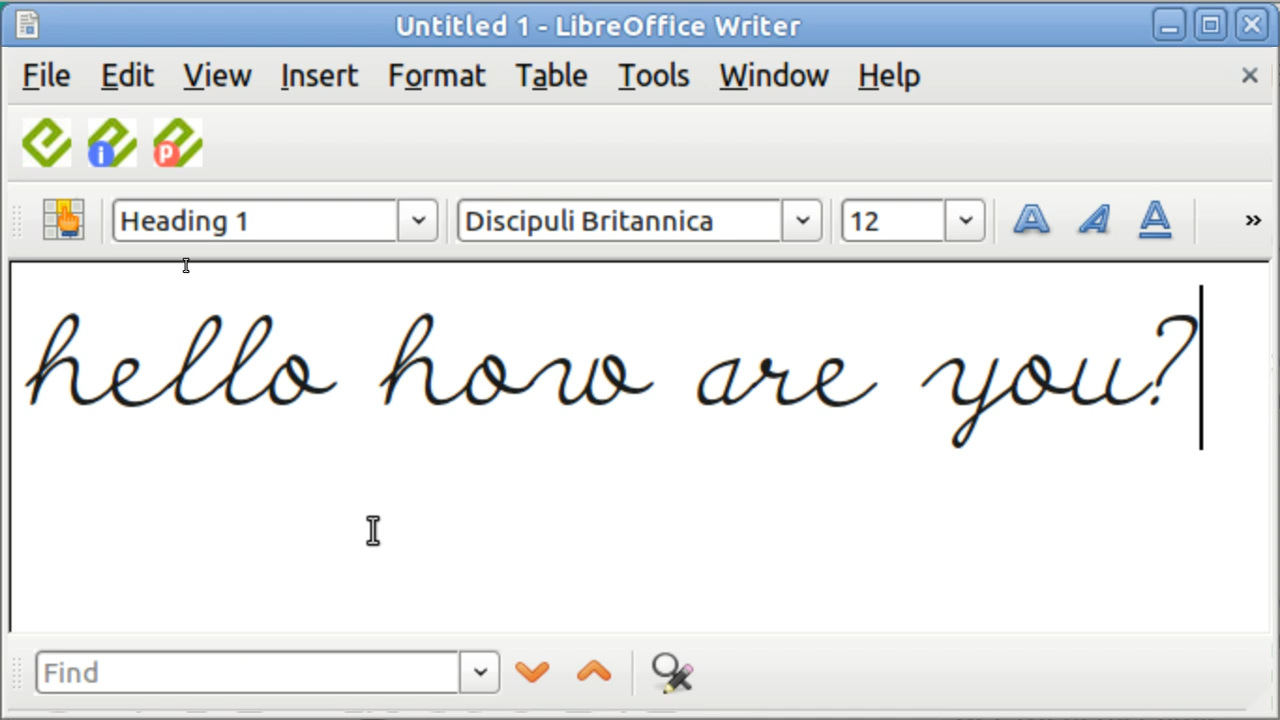 Untitled 1 - LibreOffice Writer
File Edit View Insert Format Table Tools Window Help
Heading 1 Discipuli Britannica 12
hello how are you?
Find